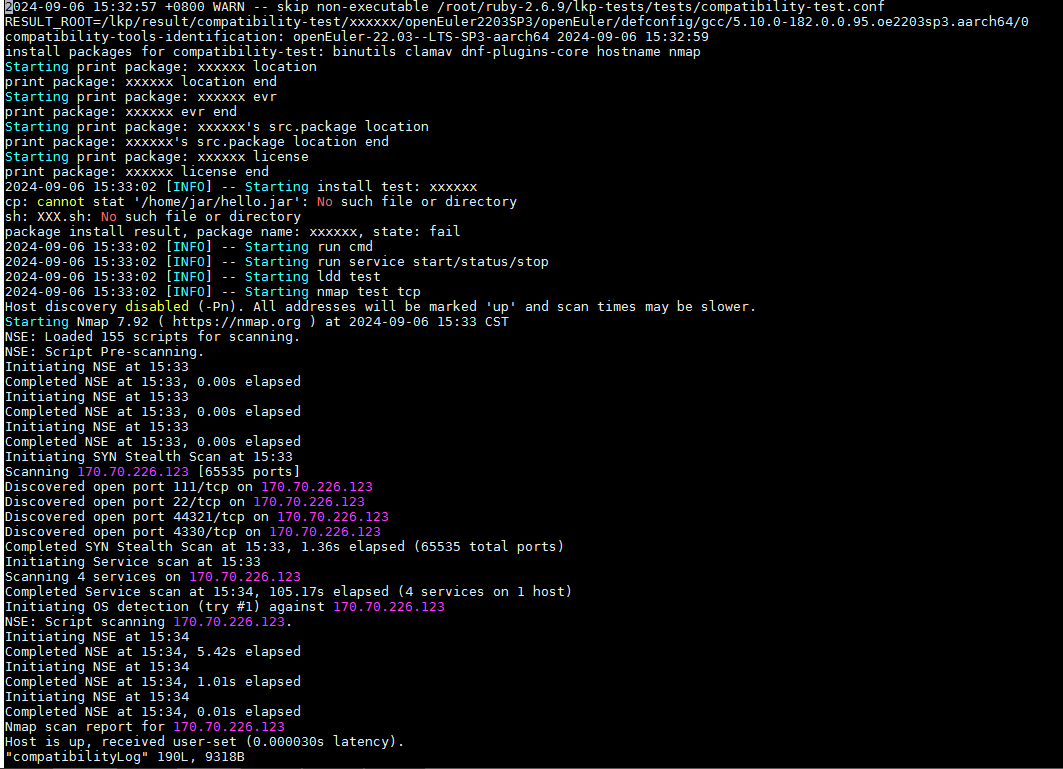 2024-09-06 15:32:57 +0800 WARN -- skip non-executable /root/ruby-2.6.9/lkp-tests/tests/compatibility-test.conf
RESULT_ROOT=/lkp/result/compatibility-test/xxxxxx/openEuler2203SP3/openEuler/defconfig/gcc/5.10.0-182.0.0.95.oe2203sp3.aarch64/0
compatibility-tools-identification: openEuler-22.03--LTS-SP3-aarch64 2024-09-06 15:32:59
install packages for compatibility-test: binutils clamav dnf-plugins-core hostname nmap
Starting print package: xxxxxx location
print package: xxxxxx location end
Starting print package: xxxxxx evr
print package: xxxxxx evr end
Starting print package: xxxxxx's src.package location
print package: xxxxxx's src.package location end
Starting print package: xxxxxx license
print package: xxxxxx license end
2024-09-06 15:33:02 [INFO] -- Starting install test: xxxxxx
cp: cannot stat '/home/jar/hello.jar': No such file or directory
sh: XXX.sh: No such file or directory
package install result, package name: xxxxxx, state: fail
2024-09-06 15:33:02 [INFO] -- Starting run cmd
2024-09-06 15:33:02 [INFO] -- Starting run service start/status/stop
2024-09-06 15:33:02 [INFO] -- Starting ldd test
2024-09-06 15:33:02 [INFO] -- Starting nmap test tcp
Host discovery disabled (-Pn). All addresses will be marked 'up' and scan times may be slower.
Starting Nmap 7.92 ( https://nmap.org ) at 2024-09-06 15:33 CST
NSE: Loaded 155 scripts for scanning.
NSE: Script Pre-scanning.
Initiating NSE at 15:33
Completed NSE at 15:33, 0.00s elapsed
Initiating NSE at 15:33
Completed NSE at 15:33, 0.00s elapsed
Initiating NSE at 15:33
Completed NSE at 15:33, 0.00s elapsed
Initiating SYN Stealth Scan at 15:33
Scanning 170.70.226.123 [65535 ports]
Discovered open port 111/tcp on 170.70.226.123
Discovered open port 22/tcp on 170.70.226.123
Discovered open port 44321/tcp on 170.70.226.123
Discovered open port 4330/tcp on 170.70.226.123
Completed SYN Stealth Scan at 15:33, 1.36s elapsed (65535 total ports)
Initiating Service scan at 15:33
Scanning 4 services on 170.70.226.123
Completed Service scan at 15:34, 105.17s elapsed (4 services on 1 host)
Initiating OS detection (try #1) against 170.70.226.123
NSE: Script scanning 170.70.226.123.
Initiating NSE at 15:34
Completed NSE at 15:34, 5.42s elapsed
Initiating NSE at 15:34
Completed NSE at 15:34, 1.01s elapsed
Initiating NSE at 15:34
Completed NSE at 15:34, 0.01s elapsed
Nmap scan report for 170.70.226.123
Host is up, received user-set (0.000030s latency).
"compatibilityLog" 190L, 9318B